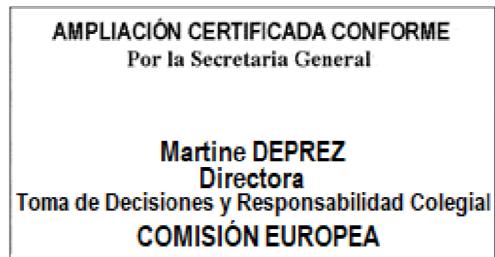 AMPLIACIÓN CERTIFICADA CONFORME
Por la Secretaria General
Martine DEPREZ
Directora
Toma de Decisiones y Responsabilidad Colegial
COMISIÓN EUROPEA